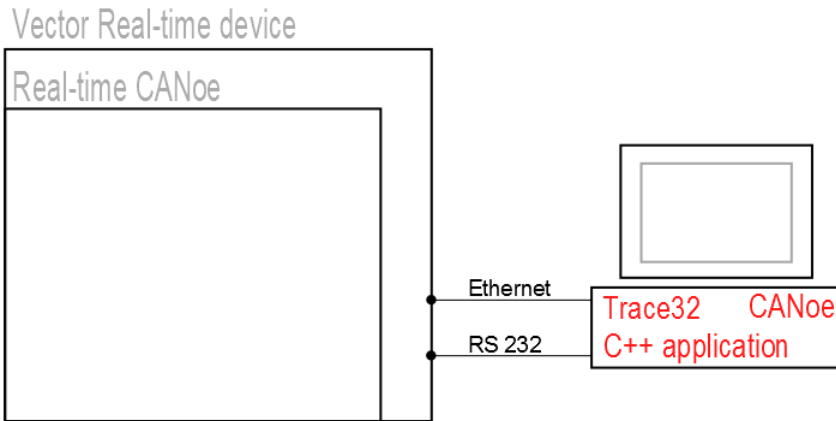 Vector Real-time device
Real-time CANoe
Ethernet
RS 232
Trace32 CANoe
C++ application